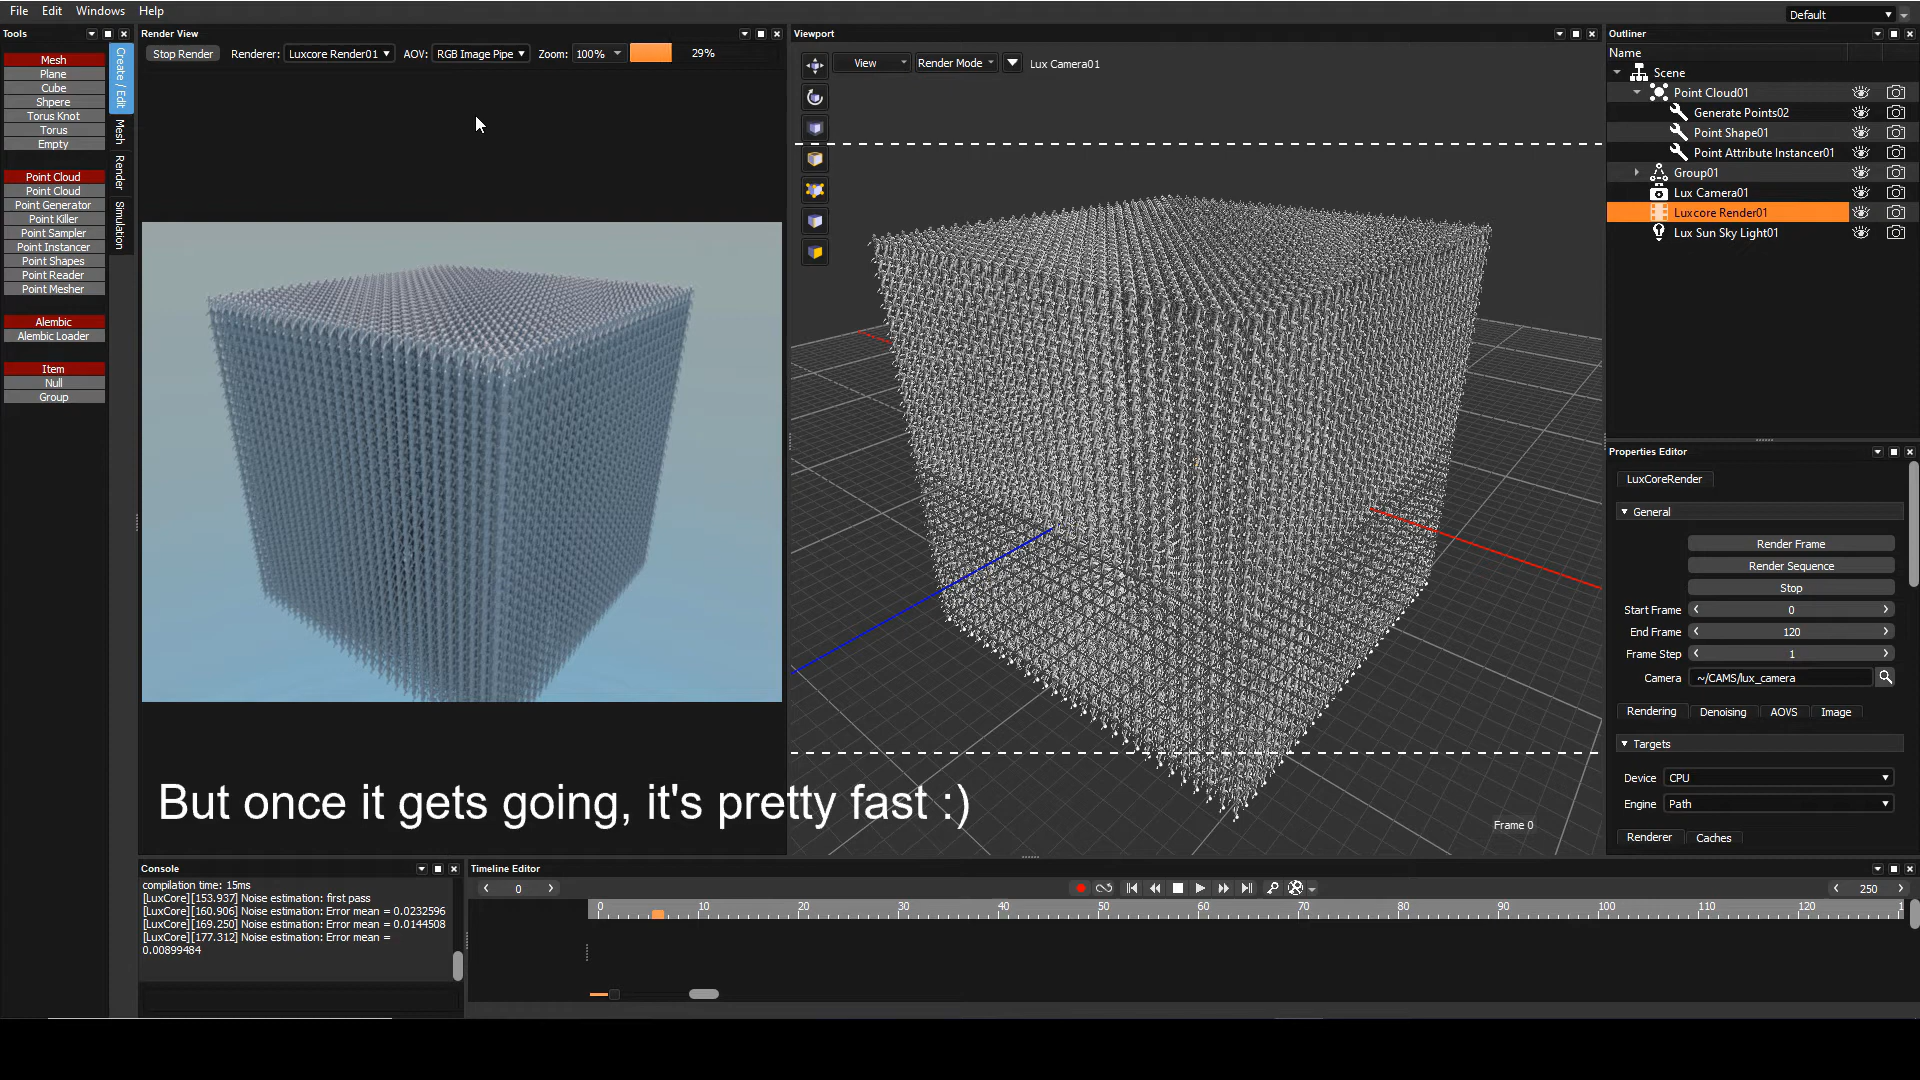 File Edit Windows Help
Default
Tools
Mesh
Plane
Cube
Shpere
Torus Knot
Torus
Empty
Point Cloud
Point Cloud
Point Generator
Point Killer
Point Sampler
Point Instancer
Point Shapes
Point Reader
Point Mesher
Alembic
Alembic Loader
Item
Null
Group
Create / Edit
Mesh
Render
Simulation
Render View
Stop Render Renderer: Luxcore Render01 AOV: RGB Image Pipe Zoom: 100% 29%
Viewport
View Render Mode Lux Camera01
Frame 0
But once it gets going, it's pretty fast :)
Outliner
Name
Scene
Point Cloud01
Generate Points02
Point Shape01
Point Attribute Instancer01
Group01
Lux Camera01
Luxcore Render01
Lux Sun Sky Light01
Properties Editor
LuxCoreRender
General
Render Frame
Render Sequence
Stop
Start Frame 0
End Frame 120
Frame Step 1
Camera ~/CAMS/lux_camera
Rendering Denoising AOVS Image
Targets
Device CPU
Engine Path
Renderer Caches
Console
compilation time: 15ms
[LuxCore][153.937] Noise estimation: first pass
[LuxCore][160.906] Noise estimation: Error mean = 0.0232596
[LuxCore][169.250] Noise estimation: Error mean = 0.0144508
[LuxCore][177.312] Noise estimation: Error mean =
0.00899484
Timeline Editor
0
250
0 10 20 30 40 50 60 70 80 90 100 110 120 1